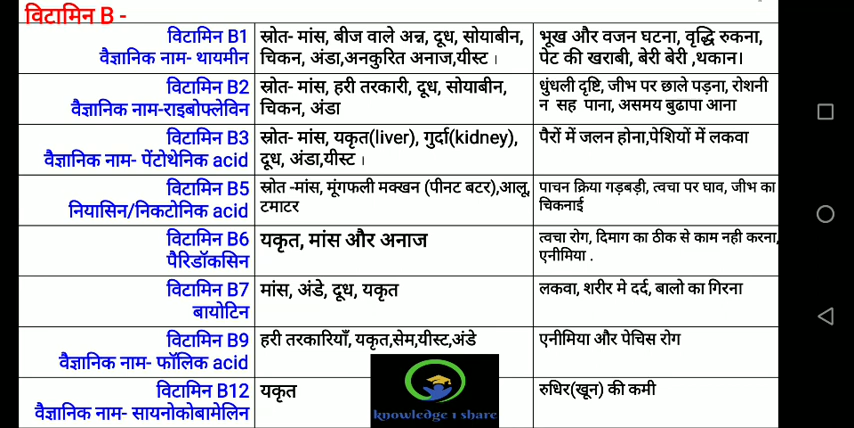 विटामिन B -
विटामिन B1
वैज्ञानिक नाम- थायमीन
स्रोत- मांस, बीज वाले अन्न, दूध, सोयाबीन,
चिकन, अंडा,अनकुरित अनाज,यीस्ट ।
भूख और वजन घटना, वृद्धि रुकना,
पेट की खराबी, बेरी बेरी ,थकान।
विटामिन B2
वैज्ञानिक नाम-राइबोफ्लेविन
स्रोत- मांस, हरी तरकारी, दूध, सोयाबीन,
चिकन, अंडा
धुंधली दृष्टि, जीभ पर छाले पड़ना, रोशनी
न सह पाना, असमय बुढापा आना
विटामिन B3
वैज्ञानिक नाम- पेंटोथेनिक acid
स्रोत- मांस, यकृत(liver), गुर्दा(kidney),
दूध, अंडा,यीस्ट ।
पैरों में जलन होना,पेशियों में लकवा
विटामिन B5
नियासिन/निकटोनिक acid
स्रोत -मांस, मूंगफली मक्खन (पीनट बटर),आलू,
टमाटर
पाचन क्रिया गड़बड़ी, त्वचा पर घाव, जीभ का
चिकनाई
विटामिन B6
पैरिडॉकसिन
यकृत, मांस और अनाज
त्वचा रोग, दिमाग का ठीक से काम नही करना,
एनीमिया .
विटामिन B7
बायोटिन
मांस, अंडे, दूध, यकृत
लकवा, शरीर मे दर्द, बालो का गिरना
विटामिन B9
वैज्ञानिक नाम- फॉलिक acid
हरी तरकारियाँ, यकृत,सेम,यीस्ट,अंडे
एनीमिया और पेचिस रोग
विटामिन B12
वैज्ञानिक नाम- सायनोकोबामेलिन
यकृत
रुधिर(खून) की कमी
knowledge 1 share